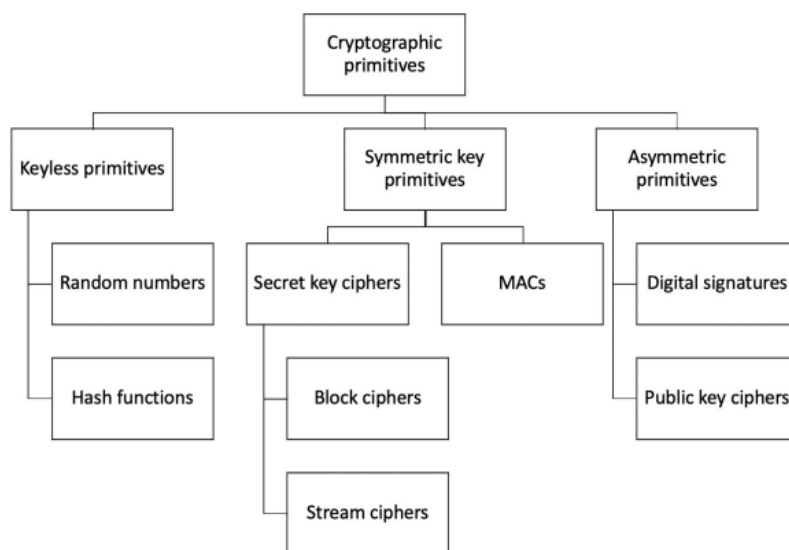 Cryptographic
primitives
Keyless primitives
Symmetric key
primitives
Asymmetric
primitives
Random numbers
Secret key ciphers
MACs
Digital signatures
Hash functions
Block ciphers
Public key ciphers
Stream ciphers